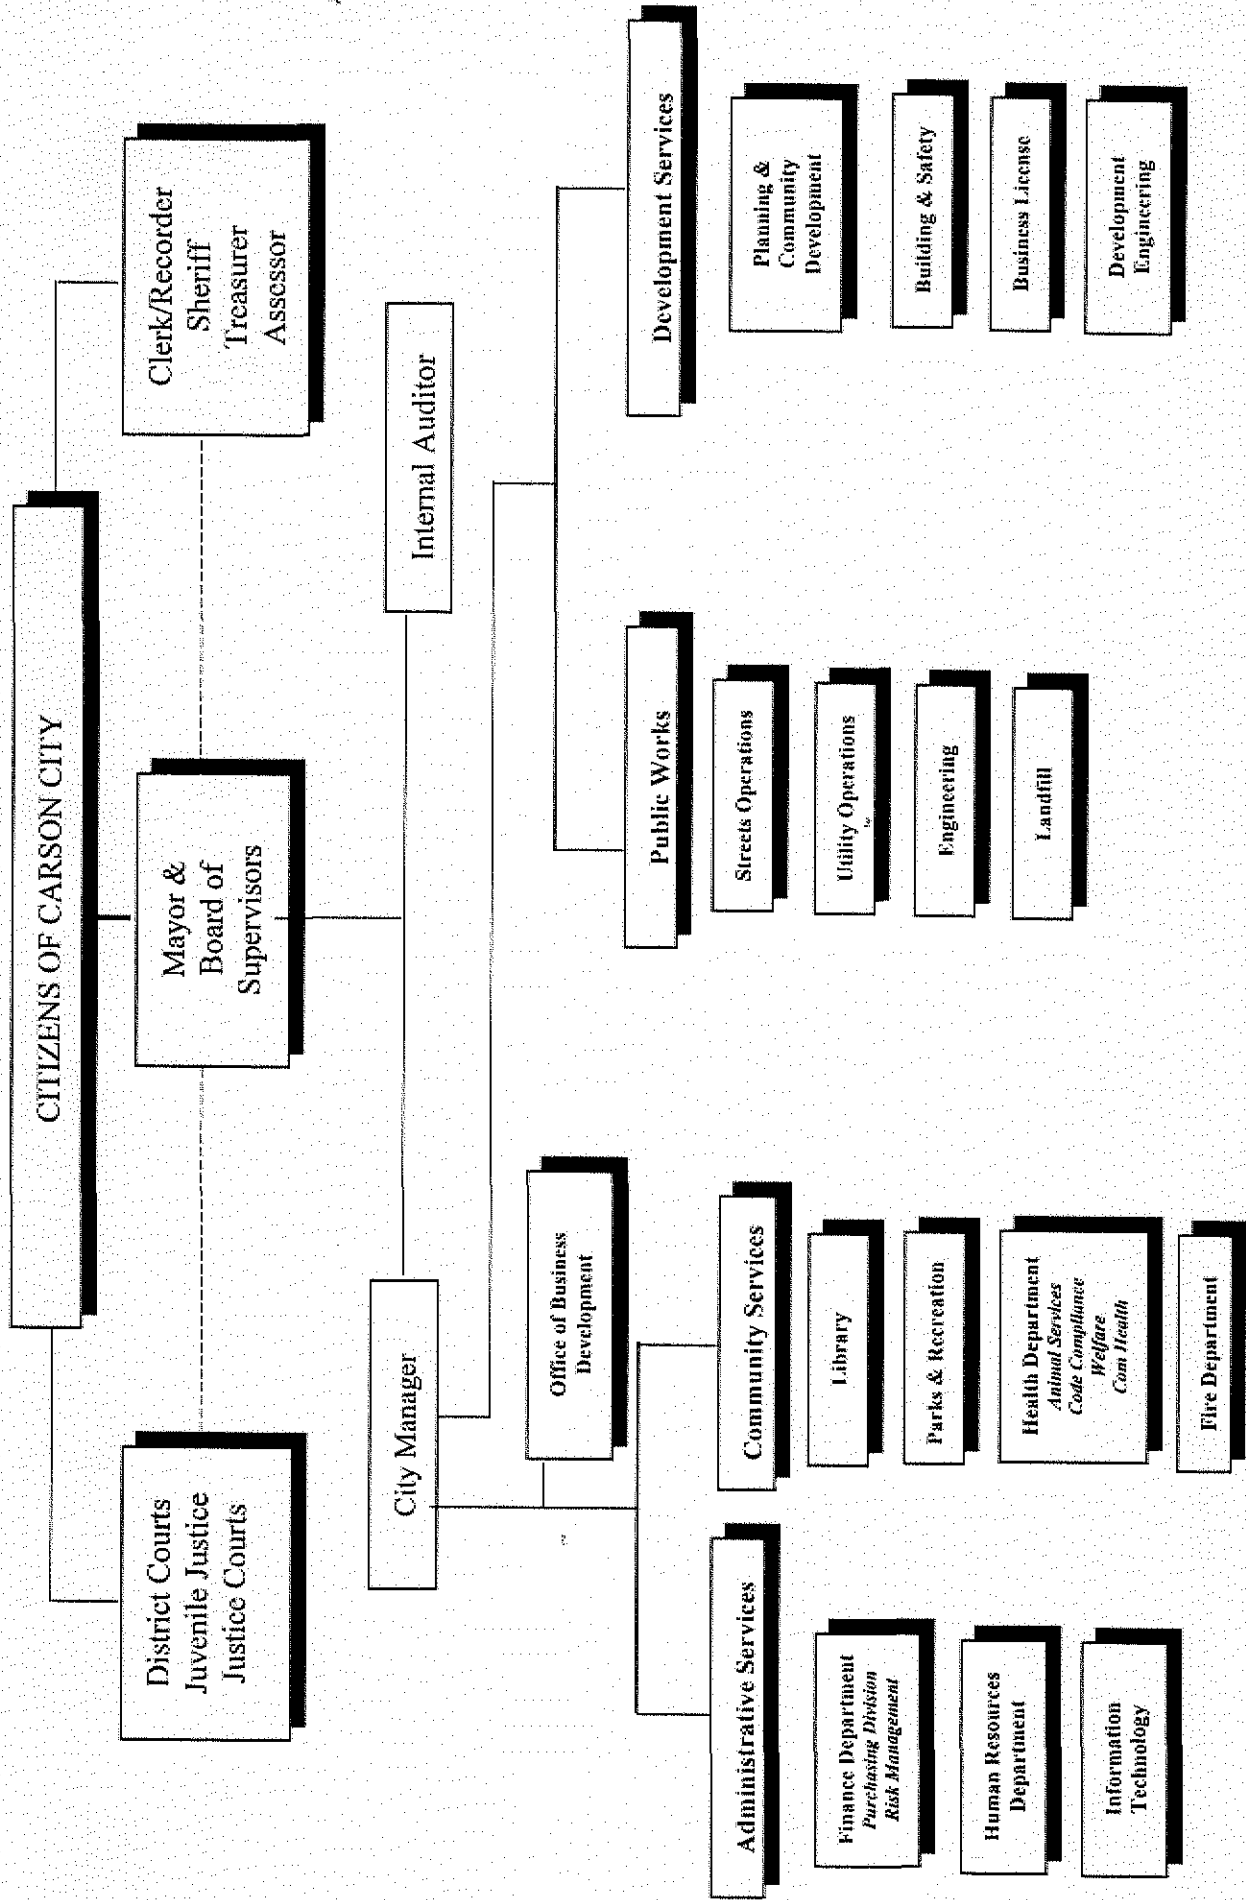 CITIZENS OF CARSON CITY
District Courts
Juvenile Justice
Justice Courts
Mayor &
Board of
Supervisors
Clerk/Recorder
Sheriff
Treasurer
Assessor
City Manager
Internal Auditor
Office of Business
Development
Administrative Services
Finance Department
Purchasing Division
Risk Management
Human Resources
Department
Information
Technology
Community Services
Library
Parks & Recreation
Health Department
Animal Services
Code Compliance
Welfare
Com Health
Fire Department
Public Works
Streets Operations
Utility Operations
Engineering
Landfill
Development Services
Planning &
Community
Development
Building & Safety
Business License
Development
Engineering